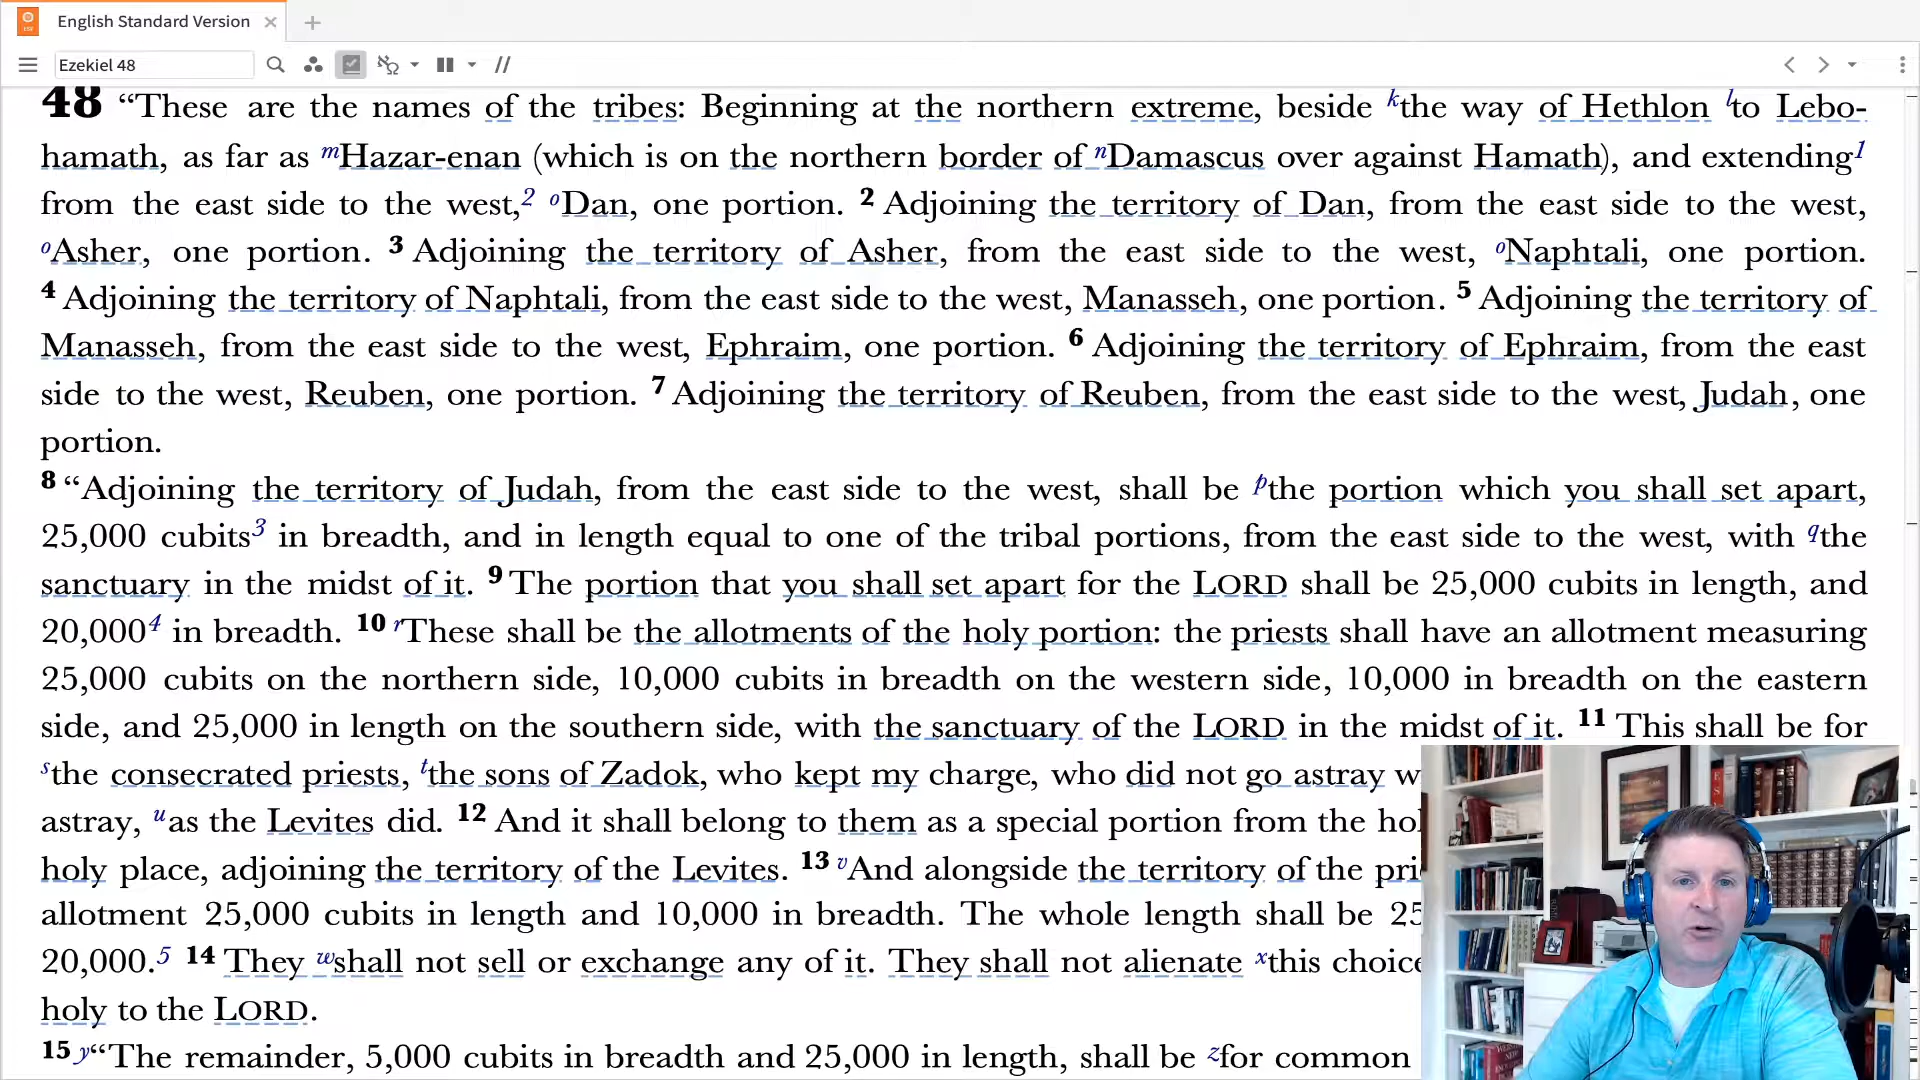 English Standard Version
Ezekiel 48
48 “These are the names of the tribes: Beginning at the northern extreme, beside kthe way of Hethlon lto Lebo-
hamath, as far as mHazar-enan (which is on the northern border of nDamascus over against Hamath), and extending1
from the east side to the west,2 oDan, one portion. 2 Adjoining the territory of Dan, from the east side to the west,
oAsher, one portion. 3 Adjoining the territory of Asher, from the east side to the west, oNaphtali, one portion.
4 Adjoining the territory of Naphtali, from the east side to the west, Manasseh, one portion. 5 Adjoining the territory of
Manasseh, from the east side to the west, Ephraim, one portion. 6 Adjoining the territory of Ephraim, from the east
side to the west, Reuben, one portion. 7 Adjoining the territory of Reuben, from the east side to the west, Judah, one
portion.
8 “Adjoining the territory of Judah, from the east side to the west, shall be pthe portion which you shall set apart,
25,000 cubits3 in breadth, and in length equal to one of the tribal portions, from the east side to the west, with qthe
sanctuary in the midst of it. 9 The portion that you shall set apart for the LORD shall be 25,000 cubits in length, and
20,0004 in breadth. 10 rThese shall be the allotments of the holy portion: the priests shall have an allotment measuring
25,000 cubits on the northern side, 10,000 cubits in breadth on the western side, 10,000 in breadth on the eastern
side, and 25,000 in length on the southern side, with the sanctuary of the LORD in the midst of it. 11 This shall be for
sthe consecrated priests, tthe sons of Zadok, who kept my charge, who did not go astray w
astray, uas the Levites did. 12 And it shall belong to them as a special portion from the hol
holy place, adjoining the territory of the Levites. 13 vAnd alongside the territory of the pri
allotment 25,000 cubits in length and 10,000 in breadth. The whole length shall be 25
20,000.5 14 They wshall not sell or exchange any of it. They shall not alienate xthis choice
holy to the LORD.
15 y“The remainder, 5,000 cubits in breadth and 25,000 in length, shall be zfor common